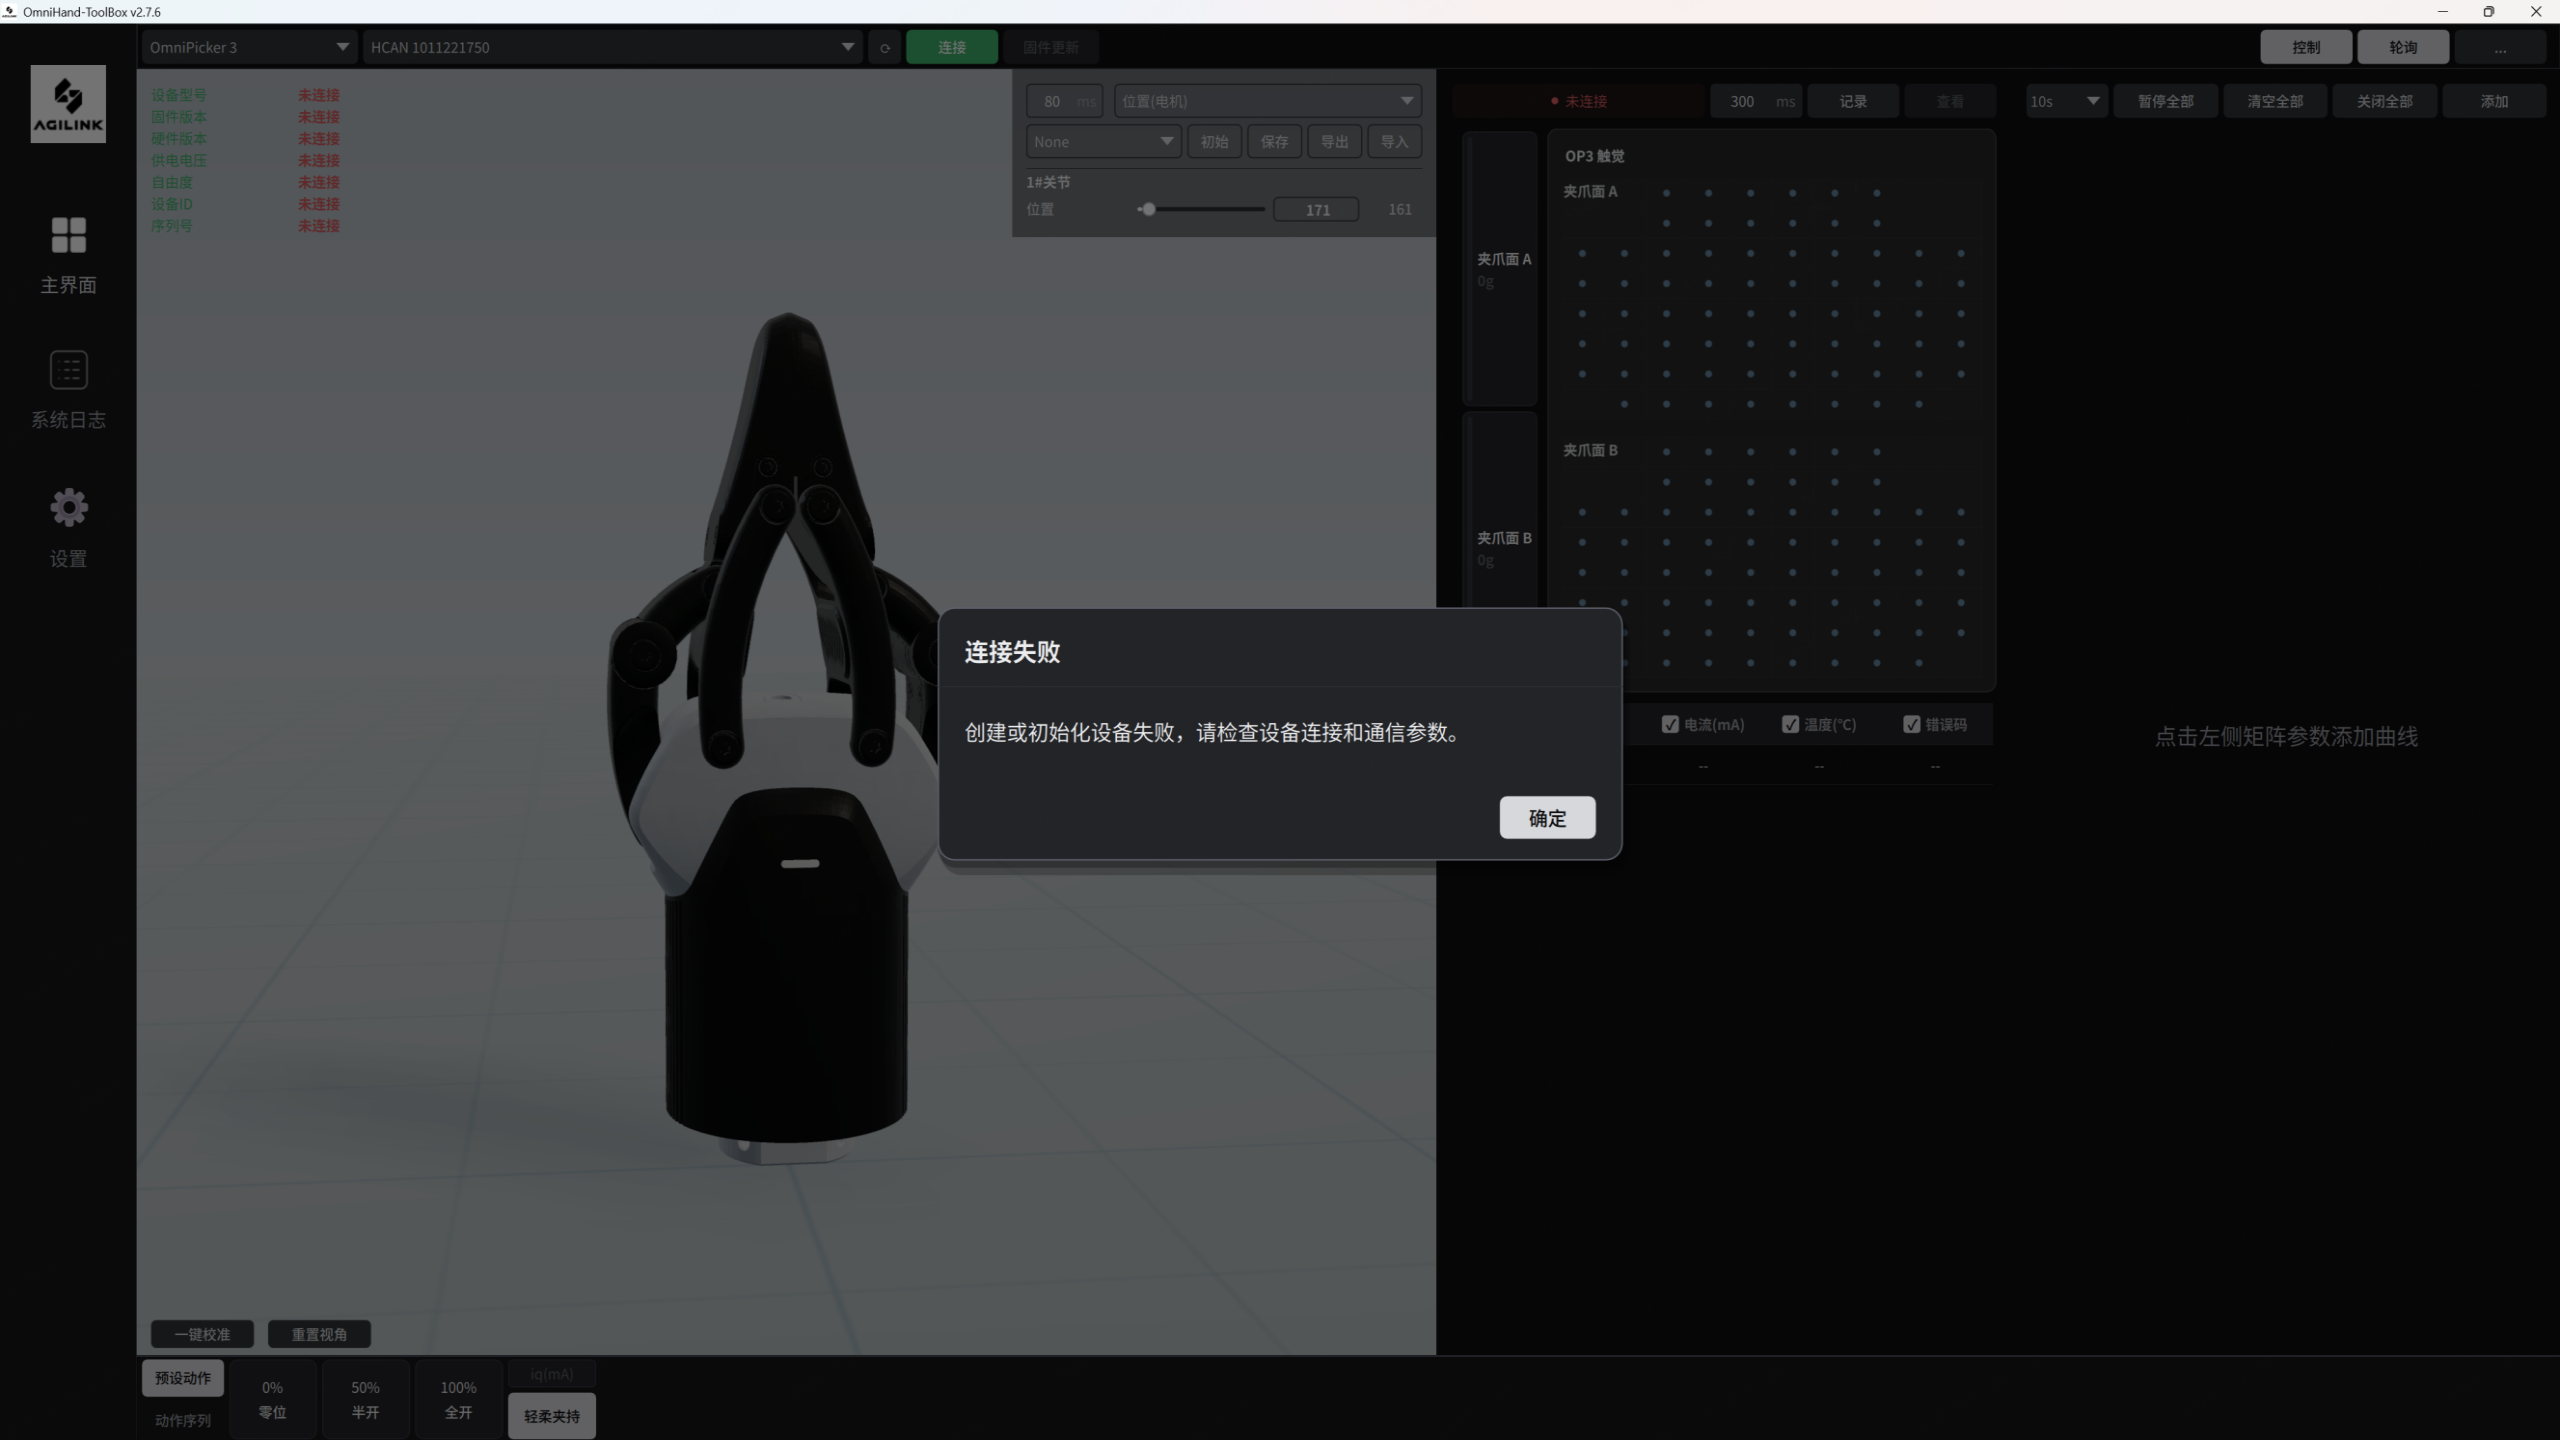 OmniHand-ToolBox v2.7.6
OmniPicker 3
HCAN 1011221750
连接
固件更新
控制
轮询
...
AGILINK
主界面
系统日志
设置
设备型号 未连接
固件版本 未连接
硬件版本 未连接
供电电压 未连接
自由度 未连接
设备ID 未连接
序列号 未连接
80 ms
位置(电机)
None
初始
保存
导出
导入
1#关节
位置 171 161
未连接
300 ms
记录
查看
10s
暂停全部
清空全部
关闭全部
添加
夹爪面 A
0g
夹爪面 B
0g
OP3 触觉
夹爪面 A
夹爪面 B
连接失败
创建或初始化设备失败，请检查设备连接和通信参数。
确定
电流(mA)
温度(℃)
错误码
-- -- --
点击左侧矩阵参数添加曲线
一键校准
重置视角
预设动作
动作序列
0%
零位
50%
半开
100%
全开
iq(mA)
轻柔夹持